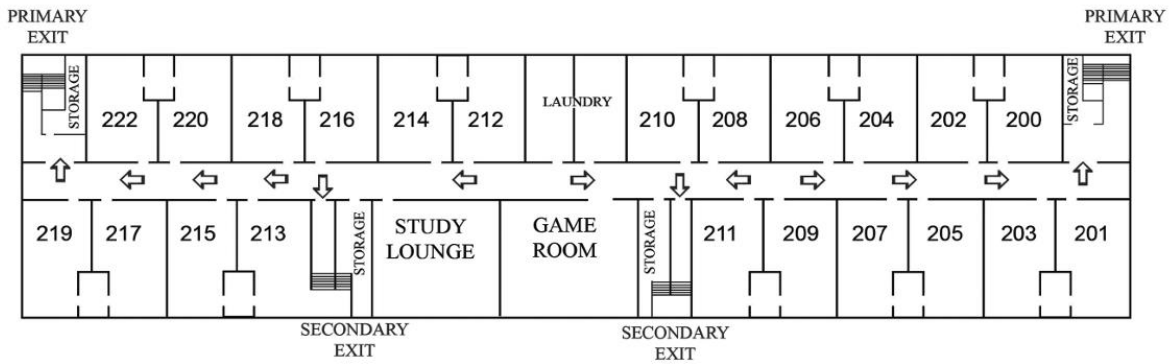 PRIMARY
EXIT
PRIMARY
EXIT
STORAGE
222
220
218
216
214
212
LAUNDRY
210
208
206
204
202
200
STORAGE
219
217
215
213
STORAGE
STUDY
LOUNGE
GAME
ROOM
STORAGE
211
209
207
205
203
201
SECONDARY
EXIT
SECONDARY
EXIT